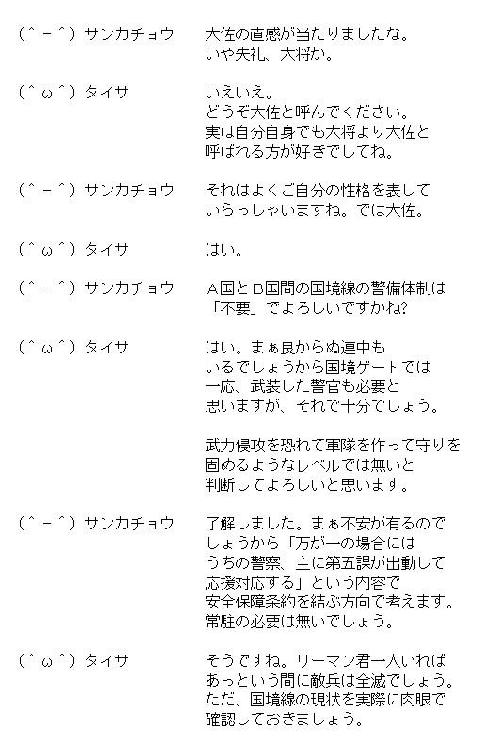 (＾－＾) サンカチョウ 大佐の直感が当たりましたな。
いや失礼、大将か。
(＾ω＾) タイサ いえいえ。
どうぞ大佐と呼んでください。
実は自分自身でも大将より大佐と
呼ばれる方が好きでしてね。
(＾－＾) サンカチョウ それはよくご自分の性格を表して
いらっしゃいますね。では大佐。
(＾ω＾) タイサ はい。
(＾－＾) サンカチョウ A国とD国間の国境線の警備体制は
「不要」でよろしいですかね?
(＾ω＾) タイサ はい。まぁ良からぬ連中も
いるでしょうから国境ゲートでは
一応、武装した警官も必要と
思いますが、それで十分でしょう。
武力侵攻を恐れて軍隊を作って守りを
固めるようなレベルでは無いと
判断してよろしいと思います。
(＾－＾) サンカチョウ 了解しました。まぁ不安が有るので
しょうから「万が一の場合には
うちの警察、主に第五課が出動して
応援対応する」という内容で
安全保障条約を結ぶ方向で考えます。
常駐の必要は無いでしょう。
(＾ω＾) タイサ そうですね。リーマン君一人いれば
あっという間に敵兵は全滅でしょう。
ただ、国境線の現状を実際に肉眼で
確認しておきましょう。